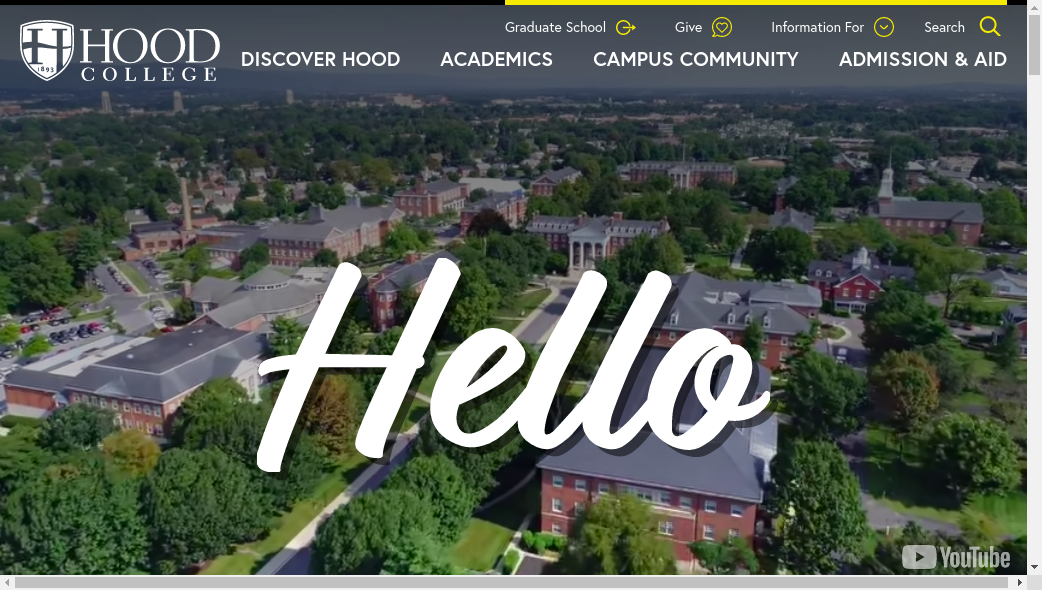 Graduate School
Give
Information For
Search
HOOD
COLLEGE
1893
DISCOVER HOOD
ACADEMICS
CAMPUS COMMUNITY
ADMISSION & AID
Hello
YouTube